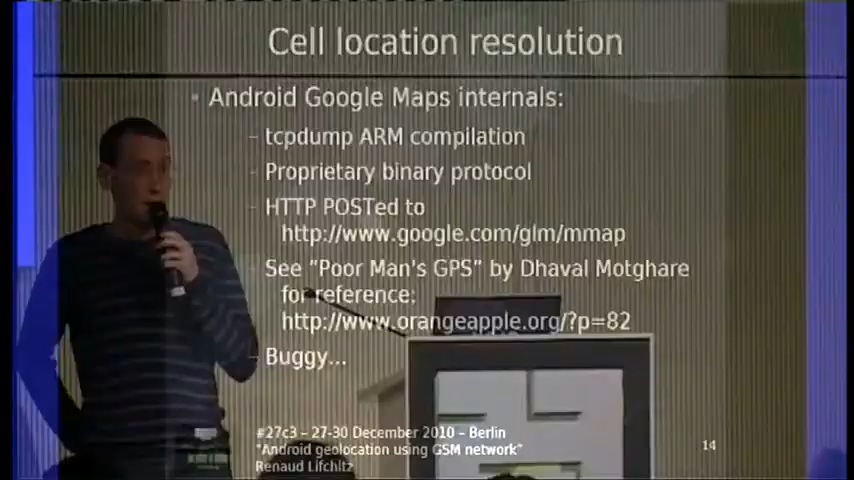 Cell location resolution
• Android Google Maps internals:
– tcpdump ARM compilation
– Proprietary binary protocol
– HTTP POSTed to
http://www.google.com/glm/mmap
– See "Poor Man's GPS" by Dhaval Motghare
for reference:
http://www.orangeapple.org/?p=82
– Buggy...
#27c3 – 27-30 December 2010 – Berlin
"Android geolocation using GSM network"
Renaud Lifchitz
14